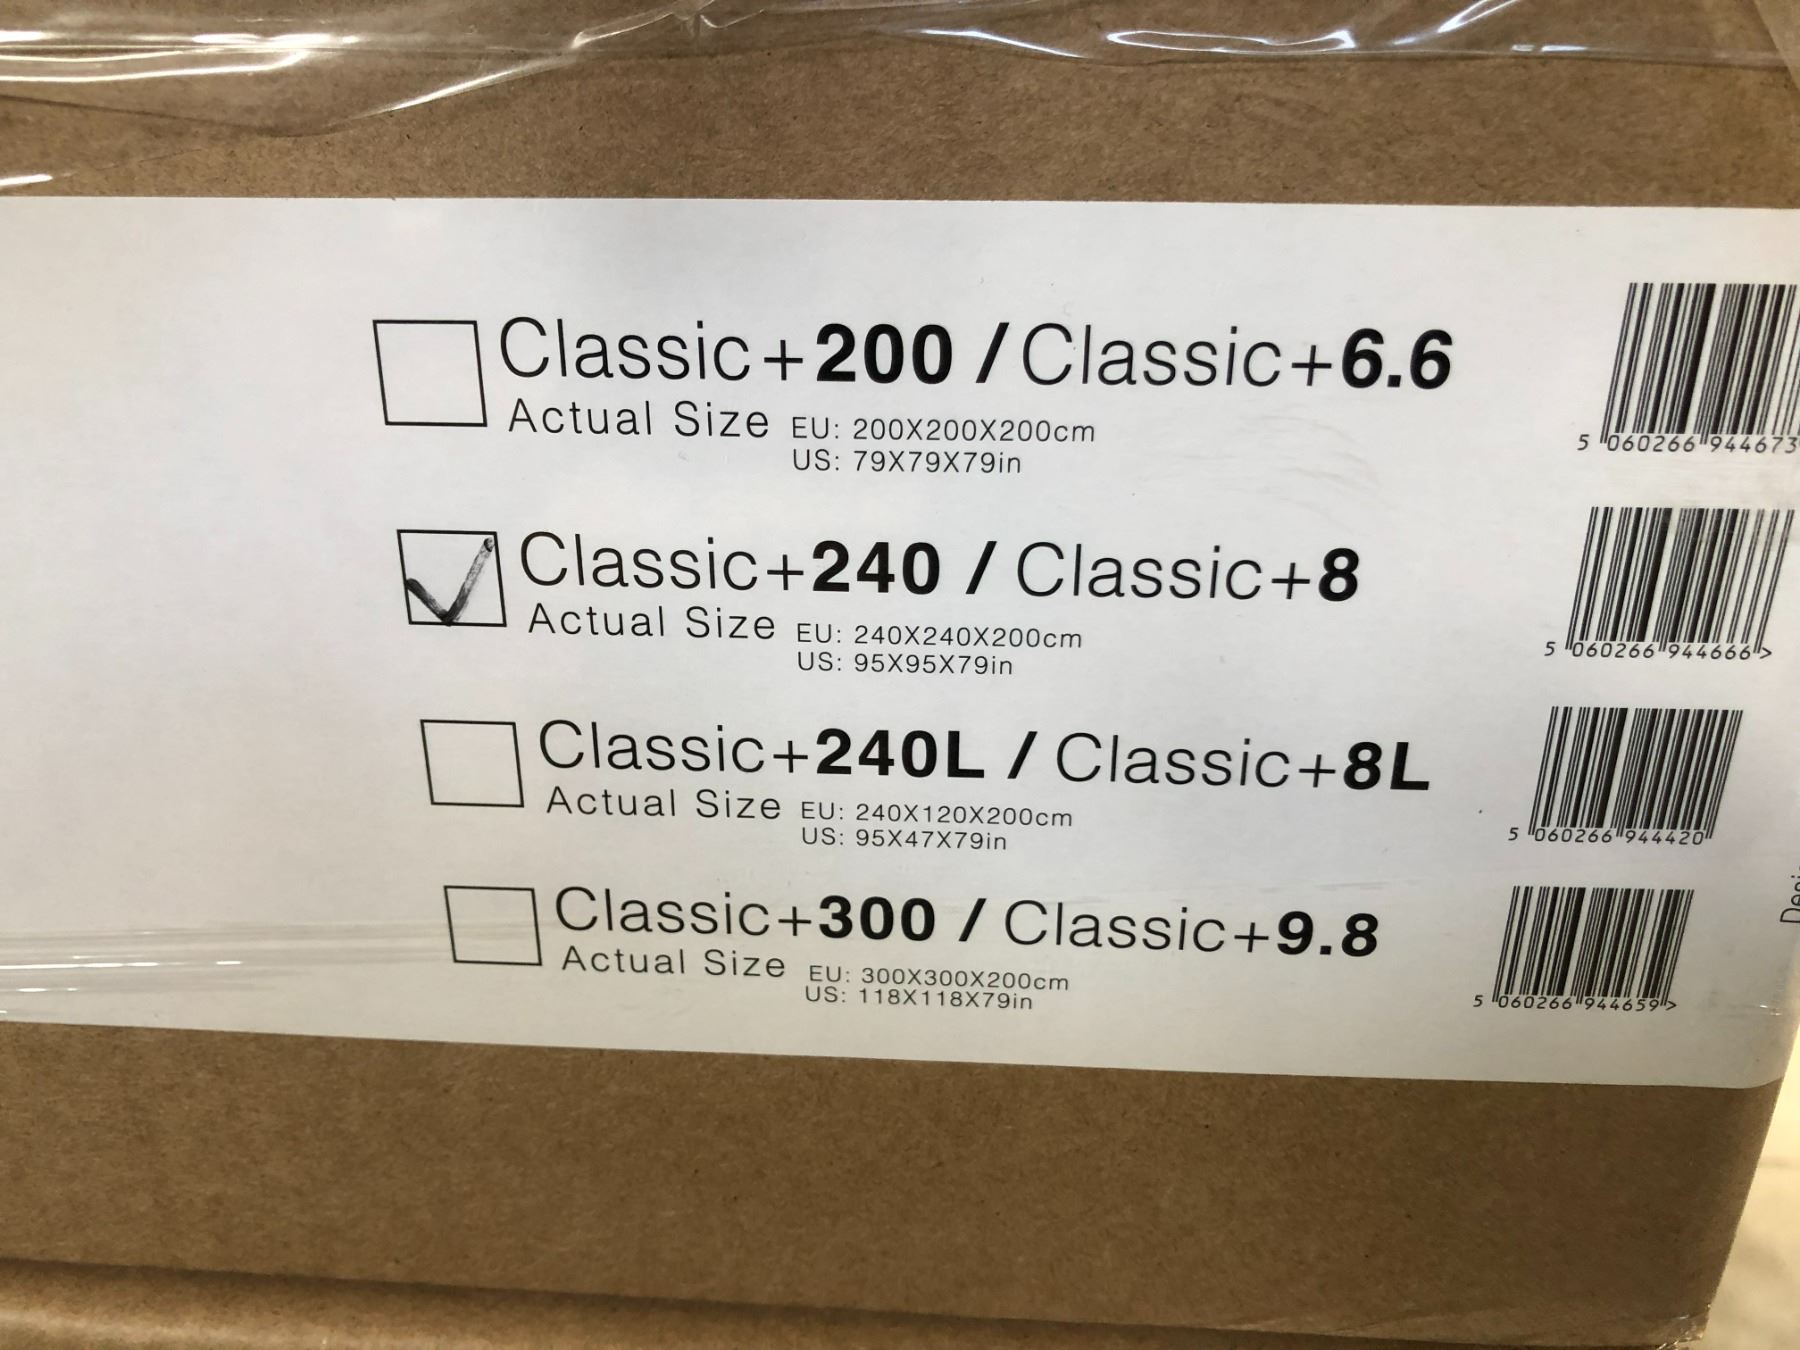 Classic+200 / Classic+6.6
Actual Size EU: 200X200X200cm
US: 79X79X79in
5 060266 944673
Classic+240 / Classic+8
Actual Size EU: 240X240X200cm
US: 95X95X79in
5 060266 944666>
Classic+240L / Classic+8L
Actual Size EU: 240X120X200cm
US: 95X47X79in
5 060266 944420
Classic+300 / Classic+9.8
Actual Size EU: 300X300X200cm
US: 118X118X79in
5 060266 944659>